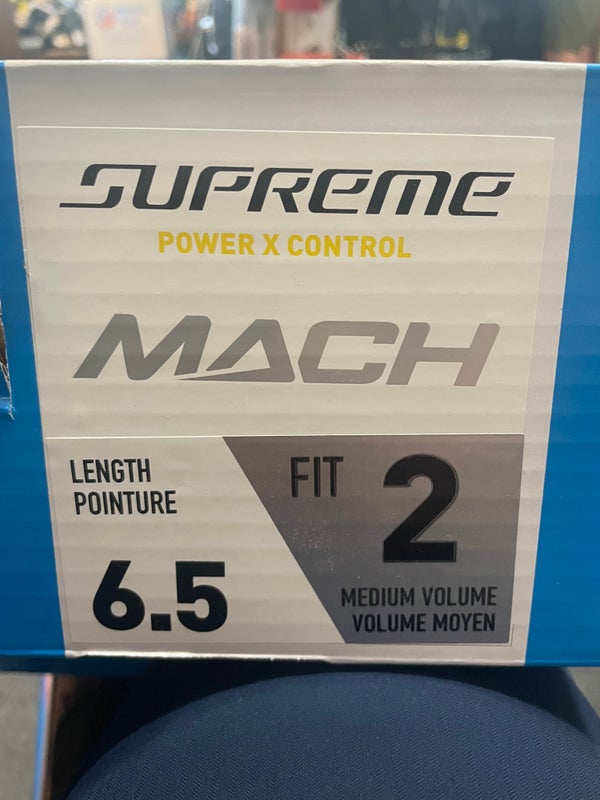 SUPREME
POWER X CONTROL
MACH
LENGTH
POINTURE
6.5
FIT 2
MEDIUM VOLUME
VOLUME MOYEN